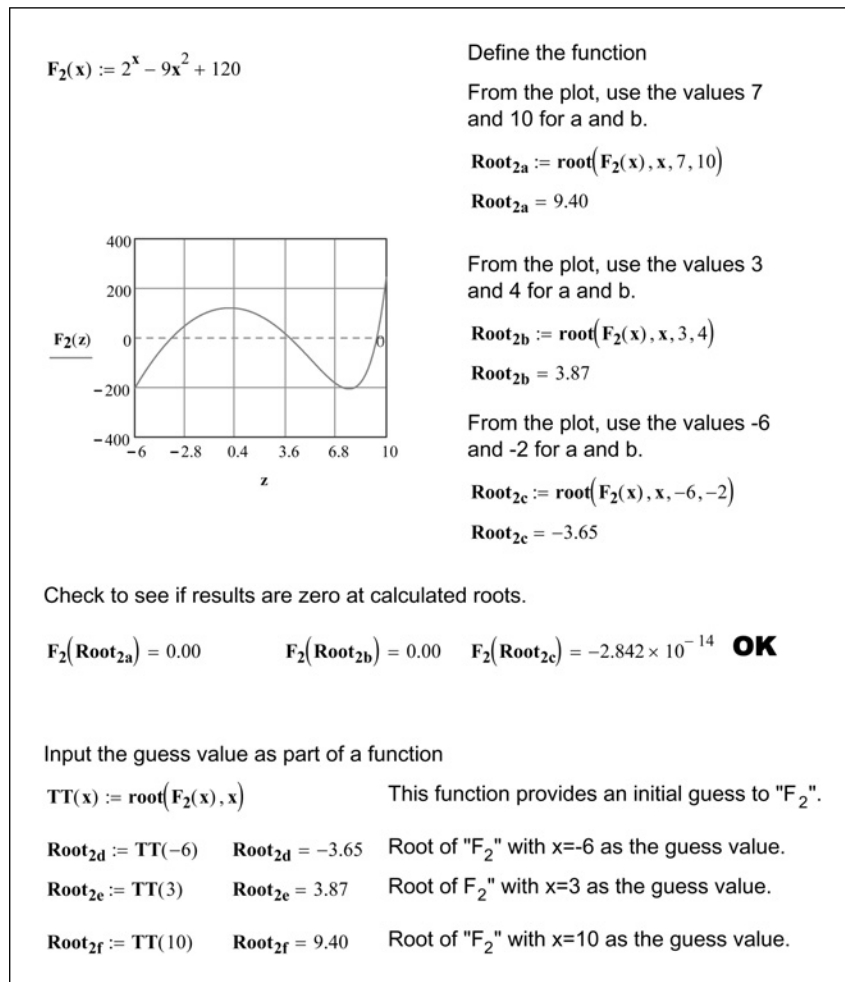 F₂(x) := 2ˣ − 9x² + 120
Define the function
From the plot, use the values 7
and 10 for a and b.
Root₂ₐ := root(F₂(x), x, 7, 10)
Root₂ₐ = 9.40
400
200
0
−200
−400
F₂(z)
0
−6 −2.8 0.4 3.6 6.8 10
z
From the plot, use the values 3
and 4 for a and b.
Root2b := root(F₂(x), x, 3, 4)
Root2b = 3.87
From the plot, use the values -6
and -2 for a and b.
Root2c := root(F₂(x), x, −6, −2)
Root2c = −3.65
Check to see if results are zero at calculated roots.
F₂(Root₂ₐ) = 0.00 F₂(Root2b) = 0.00 F₂(Root2c) = −2.842 × 10⁻¹⁴ OK
Input the guess value as part of a function
TT(x) := root(F₂(x), x) This function provides an initial guess to "F₂".
Root2d := TT(−6) Root2d = −3.65 Root of "F₂" with x=-6 as the guess value.
Root2e := TT(3) Root2e = 3.87 Root of F₂" with x=3 as the guess value.
Root2f := TT(10) Root2f = 9.40 Root of "F₂" with x=10 as the guess value.